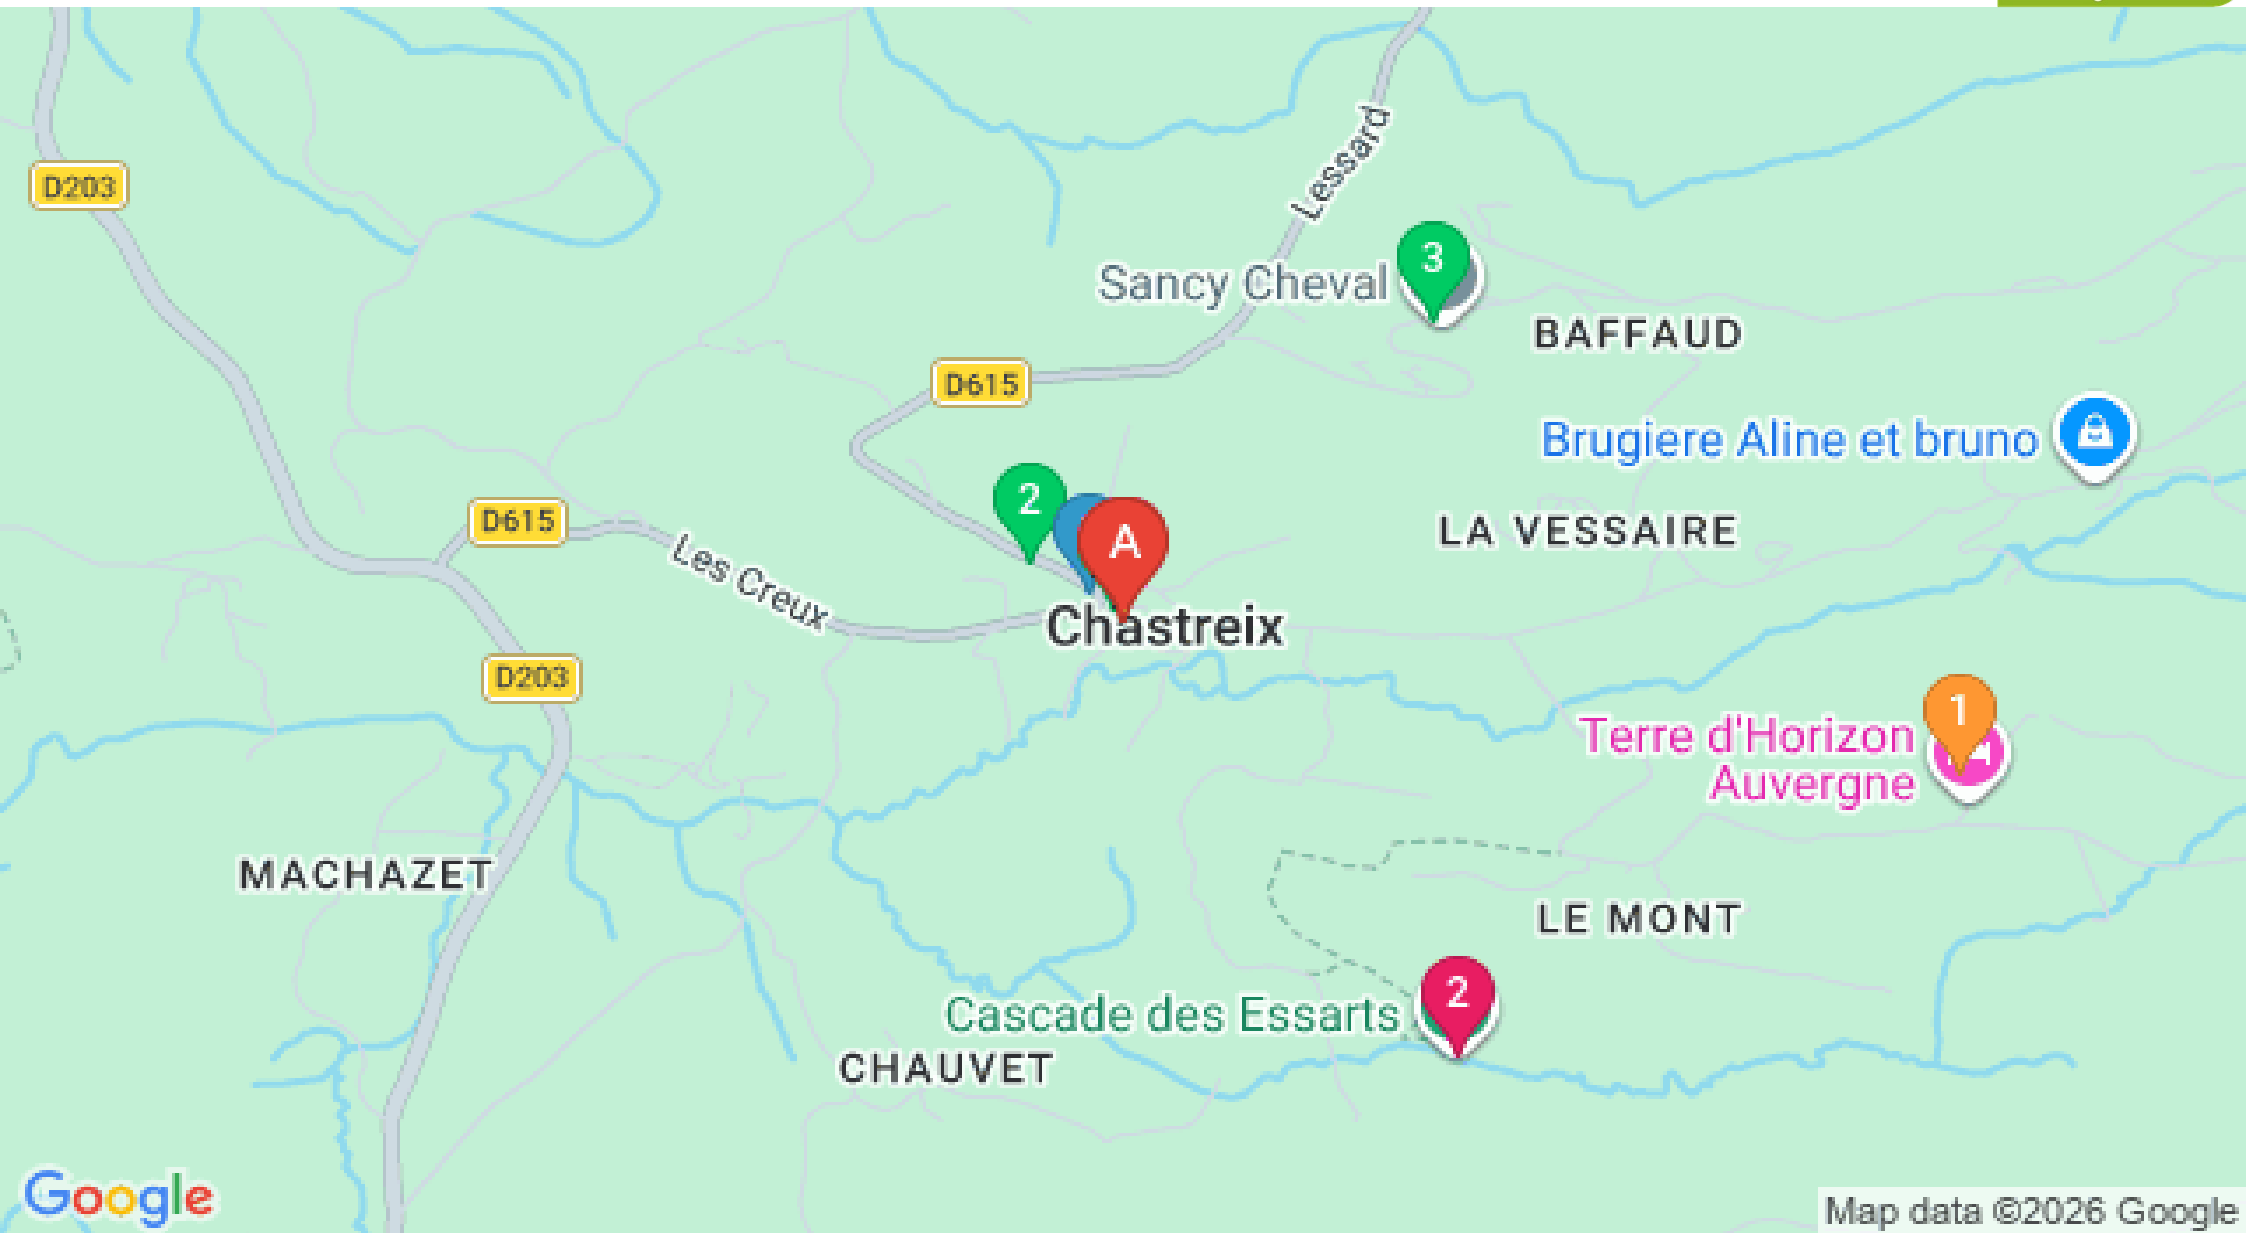 Lessard
D203
3
Sancy Cheval
BAFFAUD
D615
Brugiere Aline et bruno
2
D615
A
LA VESSAIRE
Les Creux
Chastreix
D203
1
Terre d'Horizon
Auvergne
MACHAZET
LE MONT
2
Cascade des Essarts
CHAUVET
Google
Map data ©2026 Google